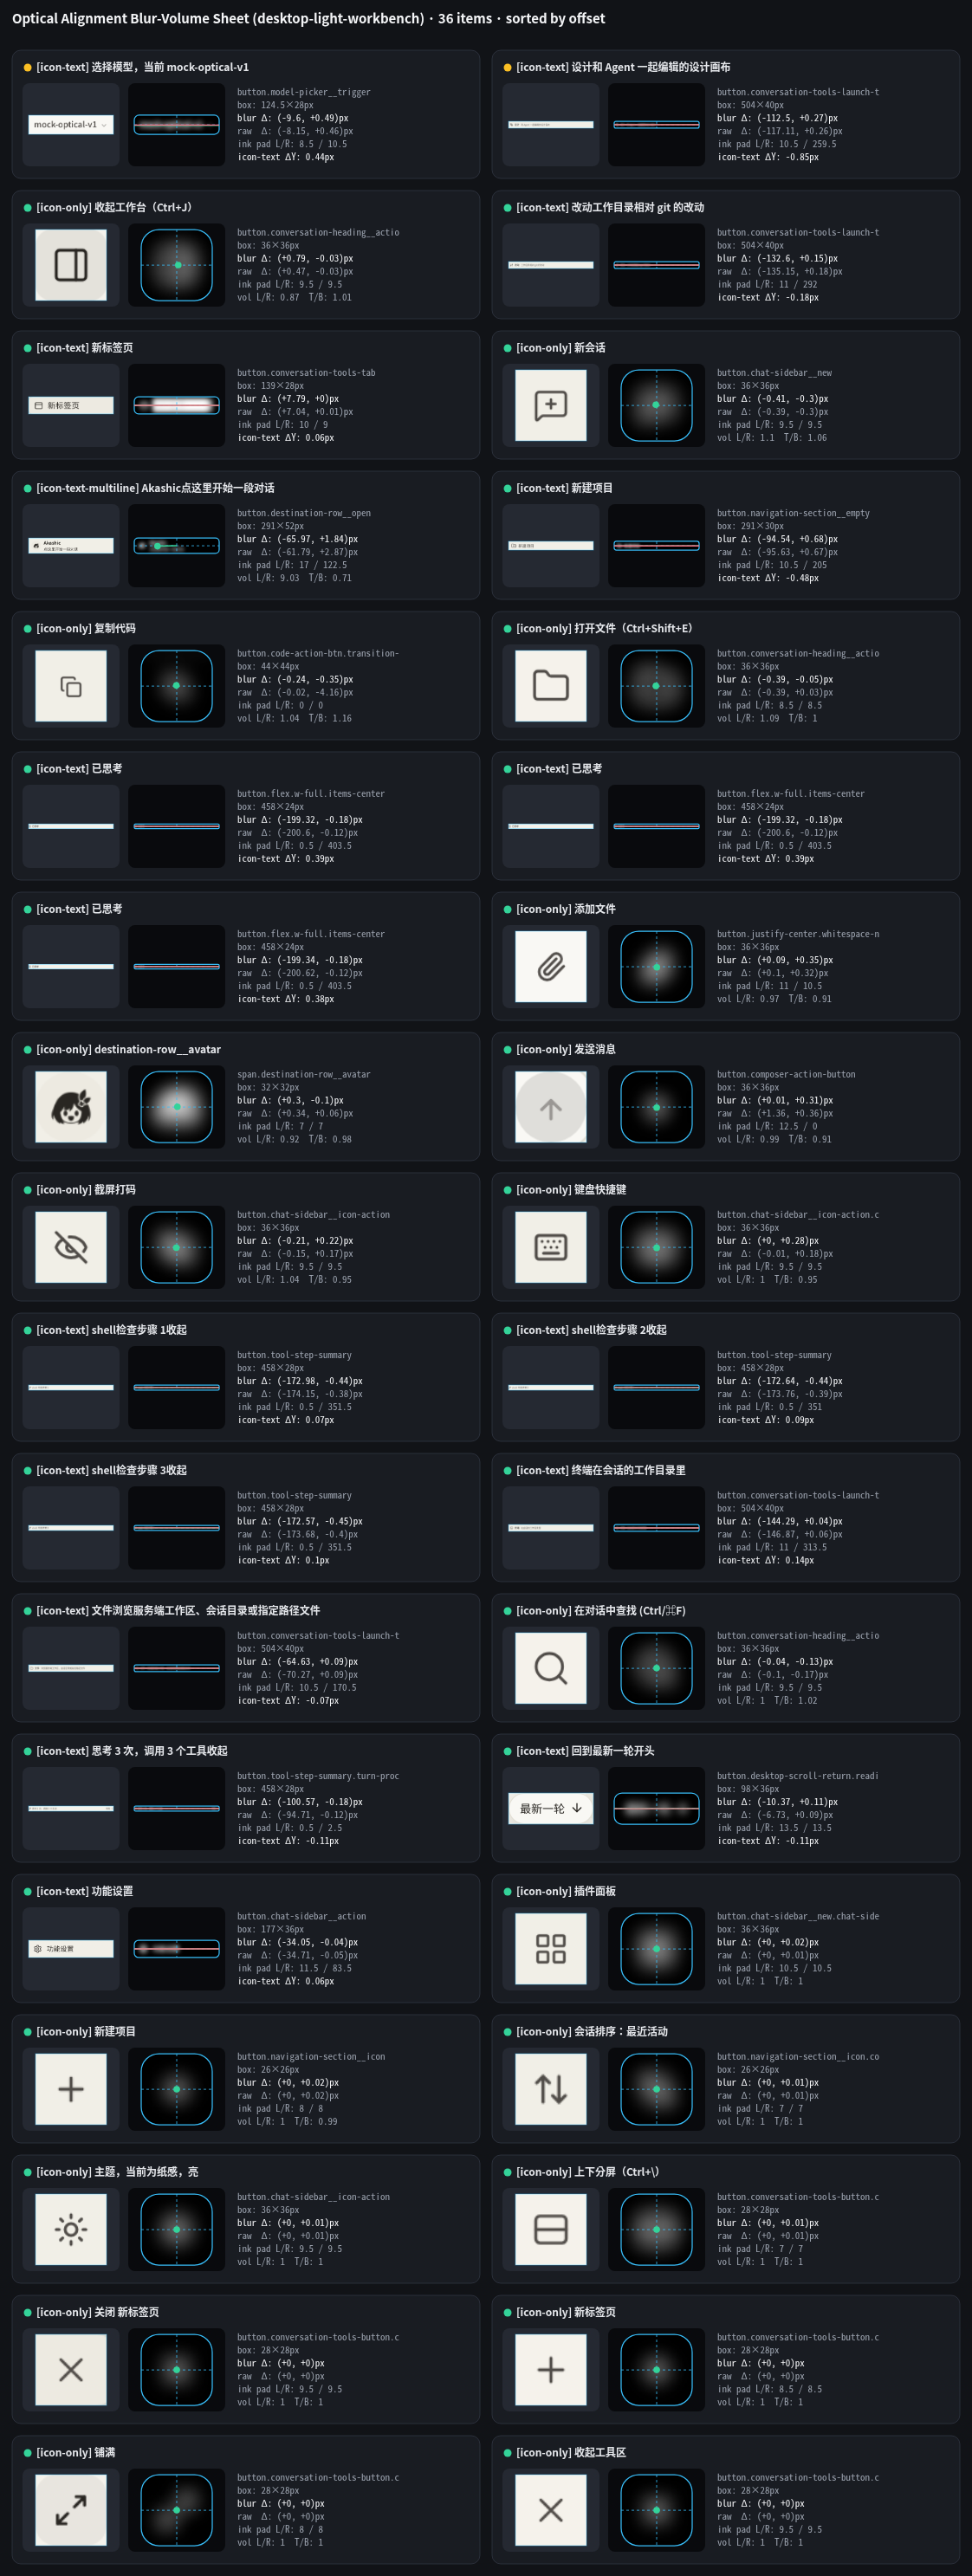 Optical Alignment Blur-Volume Sheet (desktop-light-workbench) · 36 items · sorted by offset
[icon-text] 选择模型，当前 mock-optical-v1
mock-optical-v1
button.model-picker__trigger
box: 124.5×28px
blur Δ: (-9.6, +0.49)px
raw Δ: (-8.15, +0.46)px
ink pad L/R: 8.5 / 10.5
icon-text ΔY: 0.44px
[icon-text] 设计和 Agent 一起编辑的设计画布
button.conversation-tools-launch-t
box: 504×40px
blur Δ: (-112.5, +0.27)px
raw Δ: (-117.11, +0.26)px
ink pad L/R: 10.5 / 259.5
icon-text ΔY: -0.85px
[icon-only] 收起工作台（Ctrl+J）
button.conversation-heading__actio
box: 36×36px
blur Δ: (+0.79, -0.03)px
raw Δ: (+0.47, -0.03)px
ink pad L/R: 9.5 / 9.5
vol L/R: 0.87 T/B: 1.01
[icon-text] 改动工作目录相对 git 的改动
button.conversation-tools-launch-t
box: 504×40px
blur Δ: (-132.6, +0.15)px
raw Δ: (-135.15, +0.18)px
ink pad L/R: 11 / 292
icon-text ΔY: -0.18px
[icon-text] 新标签页
新标签页
button.conversation-tools-tab
box: 139×28px
blur Δ: (+7.79, +0)px
raw Δ: (+7.04, +0.01)px
ink pad L/R: 10 / 9
icon-text ΔY: 0.06px
[icon-only] 新会话
button.chat-sidebar__new
box: 36×36px
blur Δ: (-0.41, -0.3)px
raw Δ: (-0.39, -0.3)px
ink pad L/R: 9.5 / 9.5
vol L/R: 1.1 T/B: 1.06
[icon-text-multiline] Akashic点这里开始一段对话
Akashic
button.destination-row__open
box: 291×52px
blur Δ: (-65.97, +1.84)px
raw Δ: (-61.79, +2.87)px
ink pad L/R: 17 / 122.5
vol L/R: 9.03 T/B: 0.71
[icon-text] 新建项目
button.navigation-section__empty
box: 291×30px
blur Δ: (-94.54, +0.68)px
raw Δ: (-95.63, +0.67)px
ink pad L/R: 10.5 / 205
icon-text ΔY: -0.48px
[icon-only] 复制代码
button.code-action-btn.transition-
box: 44×44px
blur Δ: (-0.24, -0.35)px
raw Δ: (-0.02, -4.16)px
ink pad L/R: 0 / 0
vol L/R: 1.04 T/B: 1.16
[icon-only] 打开文件（Ctrl+Shift+E）
button.conversation-heading__actio
box: 36×36px
blur Δ: (-0.39, -0.05)px
raw Δ: (-0.39, +0.03)px
ink pad L/R: 8.5 / 8.5
vol L/R: 1.09 T/B: 1
[icon-text] 已思考
button.flex.w-full.items-center
box: 458×24px
blur Δ: (-199.32, -0.18)px
raw Δ: (-200.6, -0.12)px
ink pad L/R: 0.5 / 403.5
icon-text ΔY: 0.39px
[icon-text] 已思考
button.flex.w-full.items-center
box: 458×24px
blur Δ: (-199.32, -0.18)px
raw Δ: (-200.6, -0.12)px
ink pad L/R: 0.5 / 403.5
icon-text ΔY: 0.39px
[icon-text] 已思考
button.flex.w-full.items-center
box: 458×24px
blur Δ: (-199.34, -0.18)px
raw Δ: (-200.62, -0.12)px
ink pad L/R: 0.5 / 403.5
icon-text ΔY: 0.38px
[icon-only] 添加文件
button.justify-center.whitespace-n
box: 36×36px
blur Δ: (+0.09, +0.35)px
raw Δ: (+0.1, +0.32)px
ink pad L/R: 11 / 10.5
vol L/R: 0.97 T/B: 0.91
[icon-only] destination-row__avatar
span.destination-row__avatar
box: 32×32px
blur Δ: (+0.3, -0.1)px
raw Δ: (+0.34, +0.06)px
ink pad L/R: 7 / 7
vol L/R: 0.92 T/B: 0.98
[icon-only] 发送消息
button.composer-action-button
box: 36×36px
blur Δ: (+0.01, +0.31)px
raw Δ: (+1.36, +0.36)px
ink pad L/R: 12.5 / 0
vol L/R: 0.99 T/B: 0.91
[icon-only] 截屏打码
button.chat-sidebar__icon-action
box: 36×36px
blur Δ: (-0.21, +0.22)px
raw Δ: (-0.15, +0.17)px
ink pad L/R: 9.5 / 9.5
vol L/R: 1.04 T/B: 0.95
[icon-only] 键盘快捷键
button.chat-sidebar__icon-action.c
box: 36×36px
blur Δ: (+0, +0.28)px
raw Δ: (-0.01, +0.18)px
ink pad L/R: 9.5 / 9.5
vol L/R: 1 T/B: 0.95
[icon-text] shell检查步骤 1收起
button.tool-step-summary
box: 458×28px
blur Δ: (-172.98, -0.44)px
raw Δ: (-174.15, -0.38)px
ink pad L/R: 0.5 / 351.5
icon-text ΔY: 0.07px
[icon-text] shell检查步骤 2收起
button.tool-step-summary
box: 458×28px
blur Δ: (-172.64, -0.44)px
raw Δ: (-173.76, -0.39)px
ink pad L/R: 0.5 / 351
icon-text ΔY: 0.09px
[icon-text] shell检查步骤 3收起
button.tool-step-summary
box: 458×28px
blur Δ: (-172.57, -0.45)px
raw Δ: (-173.68, -0.4)px
ink pad L/R: 0.5 / 351.5
icon-text ΔY: 0.1px
[icon-text] 终端在会话的工作目录里
button.conversation-tools-launch-t
box: 504×40px
blur Δ: (-144.29, +0.04)px
raw Δ: (-146.87, +0.06)px
ink pad L/R: 11 / 313.5
icon-text ΔY: 0.14px
[icon-text] 文件浏览服务端工作区、会话目录或指定路径文件
button.conversation-tools-launch-t
box: 504×40px
blur Δ: (-64.63, +0.09)px
raw Δ: (-70.27, +0.09)px
ink pad L/R: 10.5 / 170.5
icon-text ΔY: -0.07px
[icon-only] 在对话中查找 (Ctrl/⌘F)
button.conversation-heading__actio
box: 36×36px
blur Δ: (-0.04, -0.13)px
raw Δ: (-0.1, -0.17)px
ink pad L/R: 9.5 / 9.5
vol L/R: 1 T/B: 1.02
[icon-text] 思考 3 次，调用 3 个工具收起
button.tool-step-summary.turn-proc
box: 458×28px
blur Δ: (-100.57, -0.18)px
raw Δ: (-94.71, -0.12)px
ink pad L/R: 0.5 / 2.5
icon-text ΔY: -0.11px
[icon-text] 回到最新一轮开头
最新一轮
button.desktop-scroll-return.readi
box: 98×36px
blur Δ: (-10.37, +0.11)px
raw Δ: (-6.73, +0.09)px
ink pad L/R: 13.5 / 13.5
icon-text ΔY: -0.11px
[icon-text] 功能设置
功能设置
button.chat-sidebar__action
box: 177×36px
blur Δ: (-34.05, -0.04)px
raw Δ: (-34.71, -0.05)px
ink pad L/R: 11.5 / 83.5
icon-text ΔY: 0.06px
[icon-only] 插件面板
button.chat-sidebar__new.chat-side
box: 36×36px
blur Δ: (+0, +0.02)px
raw Δ: (+0, +0.01)px
ink pad L/R: 10.5 / 10.5
vol L/R: 1 T/B: 1
[icon-only] 新建项目
button.navigation-section__icon
box: 26×26px
blur Δ: (+0, +0.02)px
raw Δ: (+0, +0.02)px
ink pad L/R: 8 / 8
vol L/R: 1 T/B: 0.99
[icon-only] 会话排序：最近活动
button.navigation-section__icon.co
box: 26×26px
blur Δ: (+0, +0.01)px
raw Δ: (+0, +0.01)px
ink pad L/R: 7 / 7
vol L/R: 1 T/B: 1
[icon-only] 主题，当前为纸感，亮
button.chat-sidebar__icon-action
box: 36×36px
blur Δ: (+0, +0.01)px
raw Δ: (+0, +0.01)px
ink pad L/R: 9.5 / 9.5
vol L/R: 1 T/B: 1
[icon-only] 上下分屏（Ctrl+\）
button.conversation-tools-button.c
box: 28×28px
blur Δ: (+0, +0.01)px
raw Δ: (+0, +0.01)px
ink pad L/R: 7 / 7
vol L/R: 1 T/B: 1
[icon-only] 关闭 新标签页
button.conversation-tools-button.c
box: 28×28px
blur Δ: (+0, +0)px
raw Δ: (+0, +0)px
ink pad L/R: 9.5 / 9.5
vol L/R: 1 T/B: 1
[icon-only] 新标签页
button.conversation-tools-button.c
box: 28×28px
blur Δ: (+0, +0)px
raw Δ: (+0, +0)px
ink pad L/R: 8.5 / 8.5
vol L/R: 1 T/B: 1
[icon-only] 铺满
button.conversation-tools-button.c
box: 28×28px
blur Δ: (+0, +0)px
raw Δ: (+0, +0)px
ink pad L/R: 8 / 8
vol L/R: 1 T/B: 1
[icon-only] 收起工具区
button.conversation-tools-button.c
box: 28×28px
blur Δ: (+0, +0)px
raw Δ: (+0, +0)px
ink pad L/R: 9.5 / 9.5
vol L/R: 1 T/B: 1